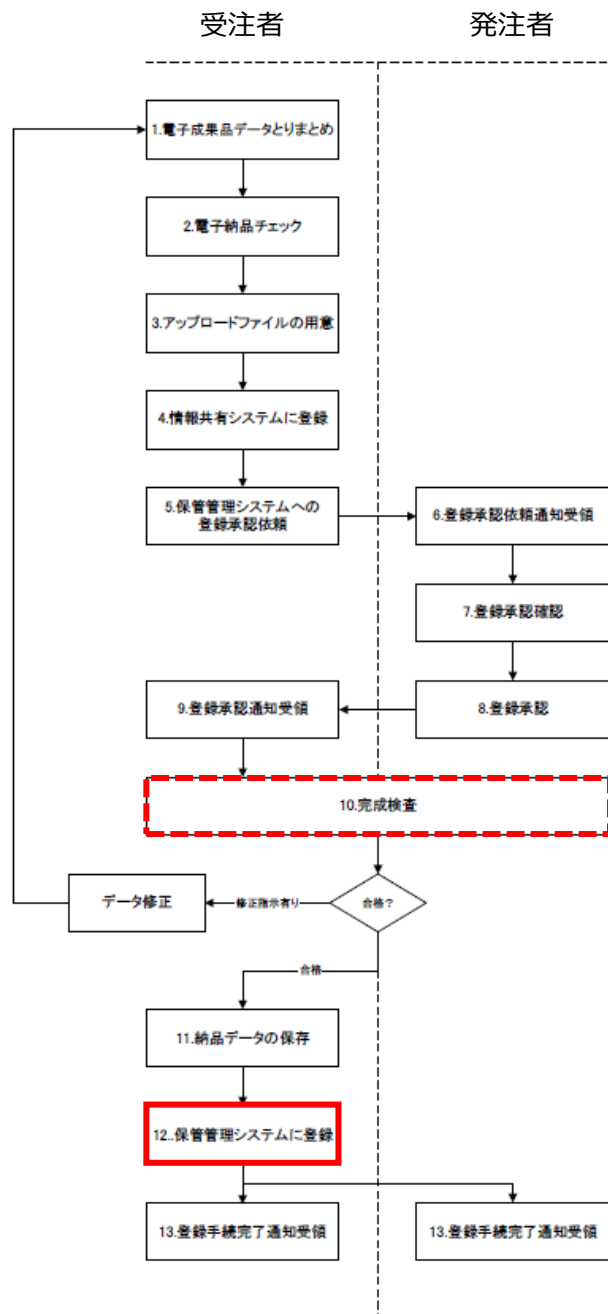 受注者
発注者
1.電子成果品データとりまとめ
2.電子納品チェック
3.アップロードファイルの用意
4.情報共有システムに登録
5.保管管理システムへの
登録承認依頼
6.登録承認依頼通知受領
7.登録承認確認
9.登録承認通知受領
8.登録承認
10.完成検査
データ修正
修正指示有り
合格？
合格
11.納品データの保存
12..保管管理システムに登録
13.登録手続完了通知受領
13.登録手続完了通知受領